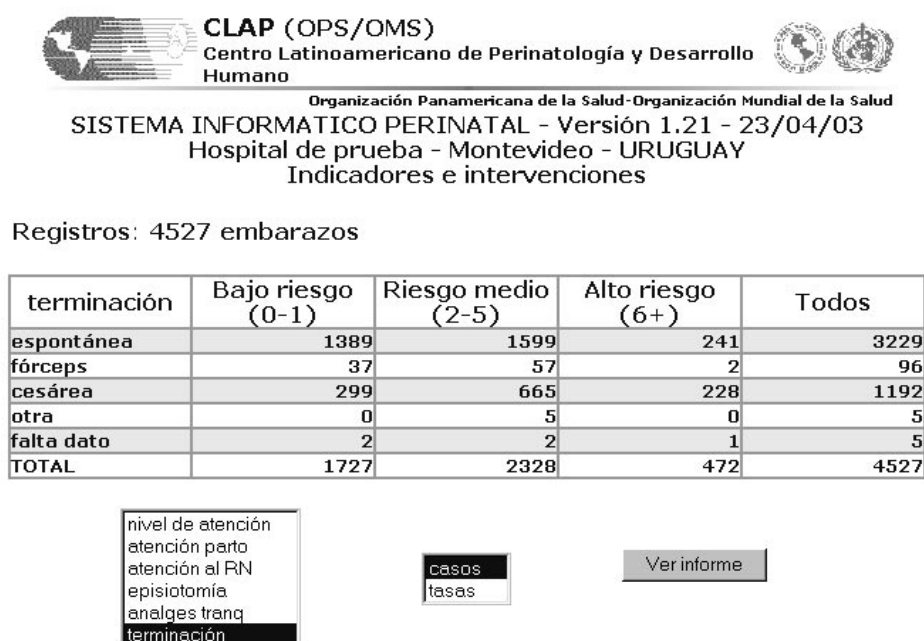 CLAP (OPS/OMS)
Centro Latinoamericano de Perinatología y Desarrollo
Humano
Organización Panamericana de la Salud-Organización Mundial de la Salud
SISTEMA INFORMATICO PERINATAL - Versión 1.21 - 23/04/03
Hospital de prueba - Montevideo - URUGUAY
Indicadores e intervenciones
Registros: 4527 embarazos
terminación Bajo riesgo (0-1) Riesgo medio (2-5) Alto riesgo (6+) Todos
espontánea 1389 1599 241 3229
fórceps 37 57 2 96
cesárea 299 665 228 1192
otra 0 5 0 5
falta dato 2 2 1 5
TOTAL 1727 2328 472 4527
nivel de atención
atención parto
atención al RN
episiotomía
analges tranq
terminación
casos
tasas
Ver informe